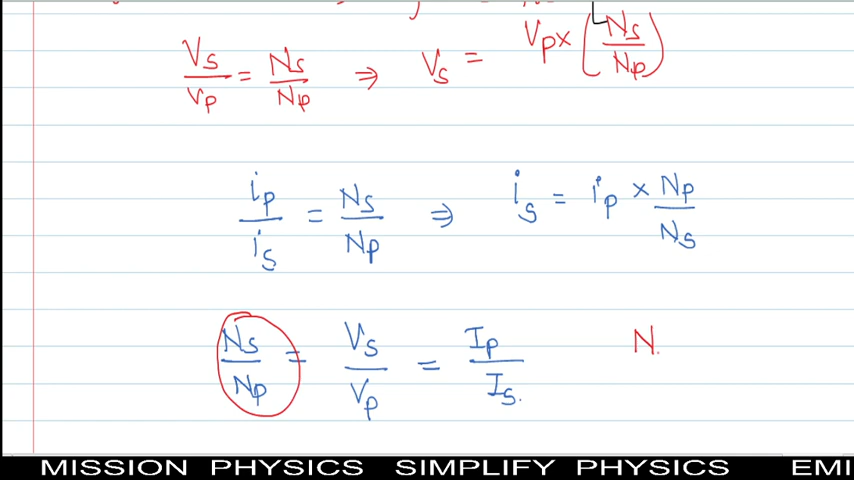 Vs/Vp = Ns/Np ⇒ Vs = Vp × (Ns/Np)
ip/is = Ns/Np ⇒ is = ip × Np/Ns
Ns/Np = Vs/Vp = Ip/Is. N.
MISSION PHYSICS SIMPLIFY PHYSICS EMI